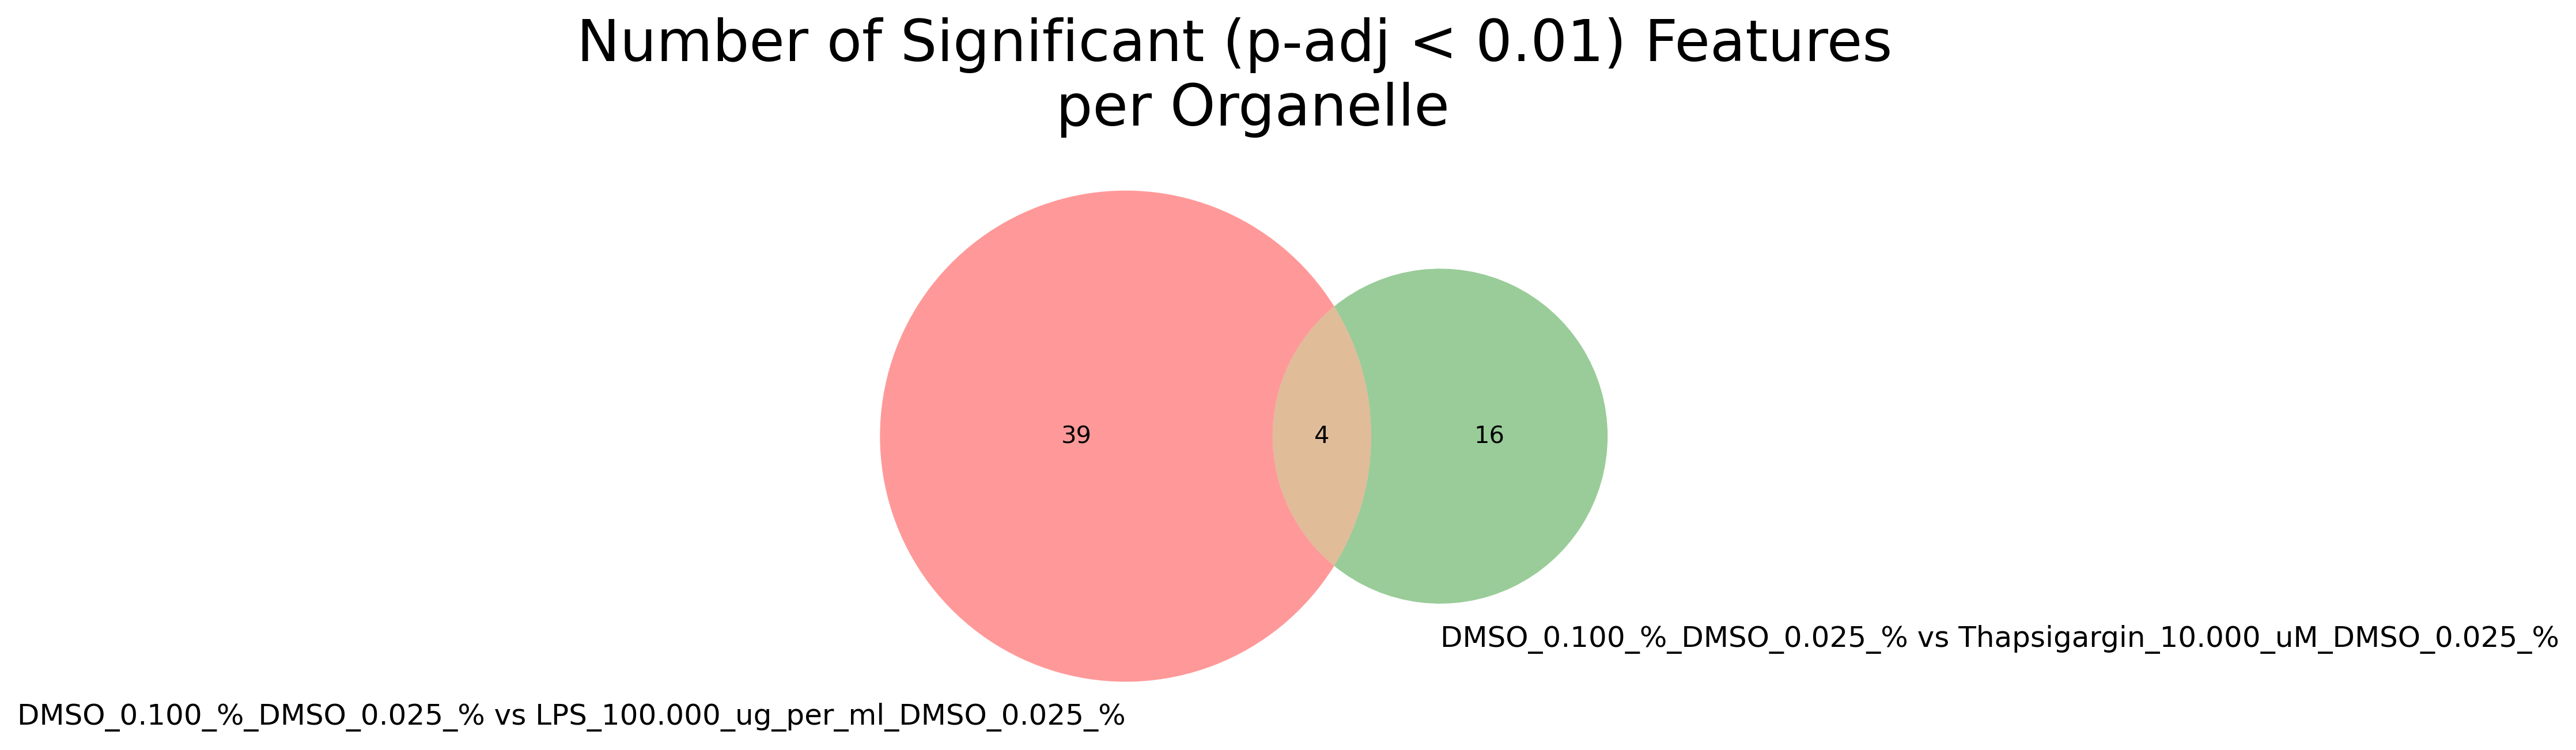 Number of Significant (p-adj < 0.01) Features
per Organelle
39
4
16
DMSO_0.100_%_DMSO_0.025_% vs Thapsigargin_10.000_uM_DMSO_0.025_%
DMSO_0.100_%_DMSO_0.025_% vs LPS_100.000_ug_per_ml_DMSO_0.025_%